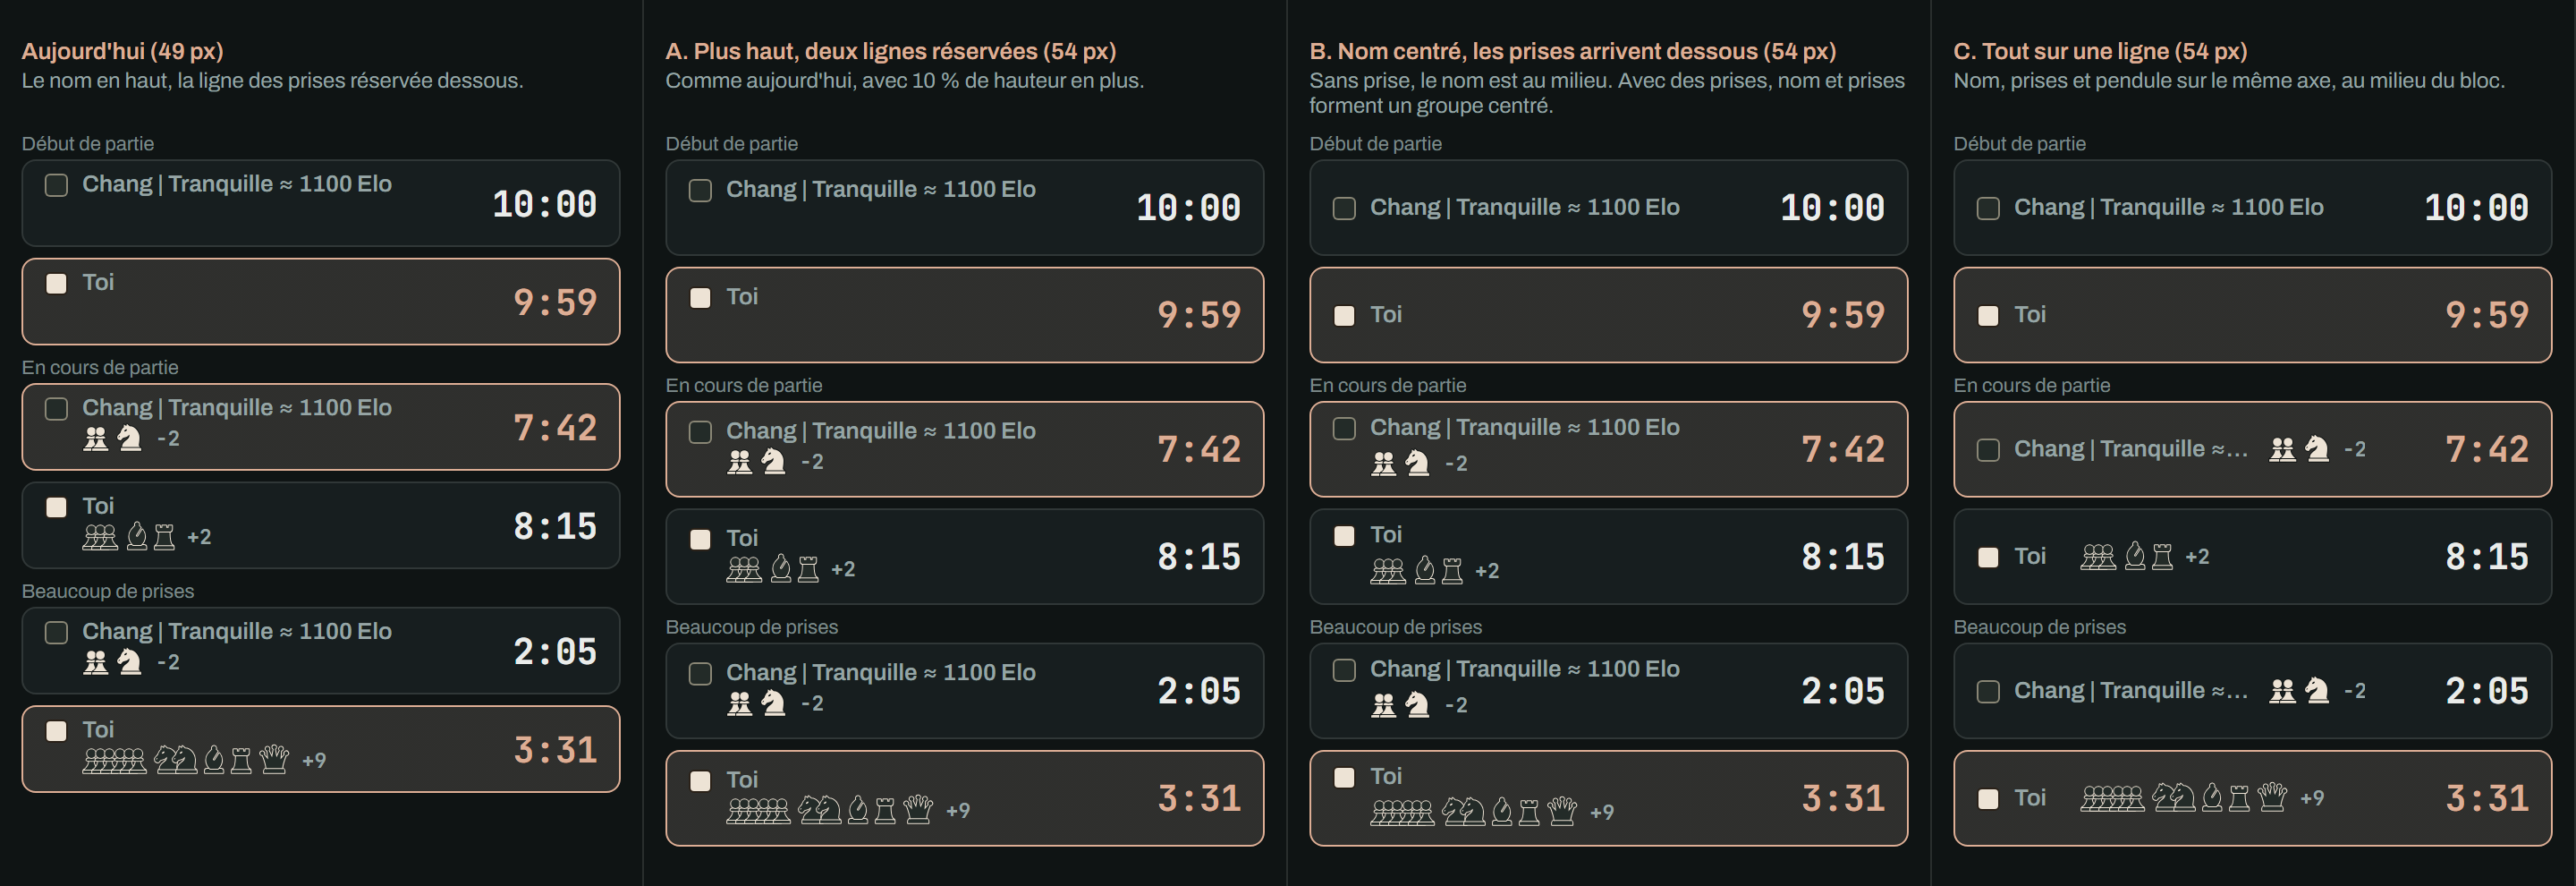 Aujourd'hui (49 px)
Le nom en haut, la ligne des prises réservée dessous.
Début de partie
Chang | Tranquille ≈ 1100 Elo
10:00
Toi
9:59
En cours de partie
Chang | Tranquille ≈ 1100 Elo
-2
7:42
Toi
+2
8:15
Beaucoup de prises
Chang | Tranquille ≈ 1100 Elo
-2
2:05
Toi
+9
3:31
A. Plus haut, deux lignes réservées (54 px)
Comme aujourd'hui, avec 10 % de hauteur en plus.
Début de partie
Chang | Tranquille ≈ 1100 Elo
10:00
Toi
9:59
En cours de partie
Chang | Tranquille ≈ 1100 Elo
-2
7:42
Toi
+2
8:15
Beaucoup de prises
Chang | Tranquille ≈ 1100 Elo
-2
2:05
Toi
+9
3:31
B. Nom centré, les prises arrivent dessous (54 px)
Sans prise, le nom est au milieu. Avec des prises, nom et prises
forment un groupe centré.
Début de partie
Chang | Tranquille ≈ 1100 Elo
10:00
Toi
9:59
En cours de partie
Chang | Tranquille ≈ 1100 Elo
-2
7:42
Toi
+2
8:15
Beaucoup de prises
Chang | Tranquille ≈ 1100 Elo
-2
2:05
Toi
+9
3:31
C. Tout sur une ligne (54 px)
Nom, prises et pendule sur le même axe, au milieu du bloc.
Début de partie
Chang | Tranquille ≈ 1100 Elo
10:00
Toi
9:59
En cours de partie
Chang | Tranquille ≈... -2
7:42
Toi +2
8:15
Beaucoup de prises
Chang | Tranquille ≈... -2
2:05
Toi +9
3:31